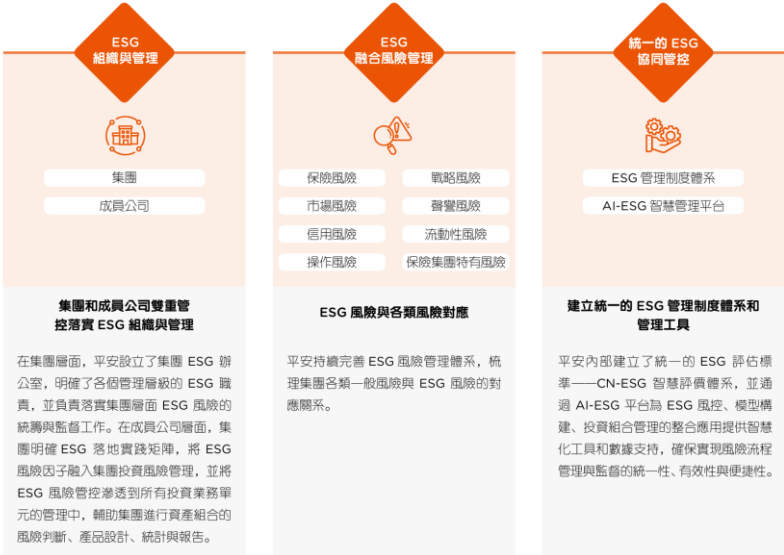 ESG
組織與管理
集團
成員公司
集團和成員公司雙重管
控落實 ESG 組織與管理
在集團層面，平安設立了集團 ESG 辦
公室，明確了各個管理層級的 ESG 職
責，並負責落實集團層面 ESG 風險的
統籌與監督工作。在成員公司層面，集
團明確 ESG 落地實踐矩陣，將 ESG
風險因子融入集團投資風險管理，並將
ESG 風險管控滲透到所有投資業務單
元的管理中，輔助集團進行資產組合的
風險判斷、產品設計、統計與報告。
ESG
融合風險管理
保險風險
戰略風險
市場風險
聲譽風險
信用風險
流動性風險
操作風險
保險集團特有風險
ESG 風險與各類風險對應
平安持續完善 ESG 風險管理體系，梳
理集團各類一般風險與 ESG 風險的對
應關系。
統一的 ESG
協同管控
ESG 管理制度體系
AI-ESG 智慧管理平台
建立統一的 ESG 管理制度體系和
管理工具
平安內部建立了統一的 ESG 評估標
準——CN-ESG 智慧評價體系，並通
過 AI-ESG 平台為 ESG 風控、模型構
建、投資組合管理的整合應用提供智慧
化工具和數據支持，確保實現風險流程
管理與監督的統一性、有效性與便捷性。